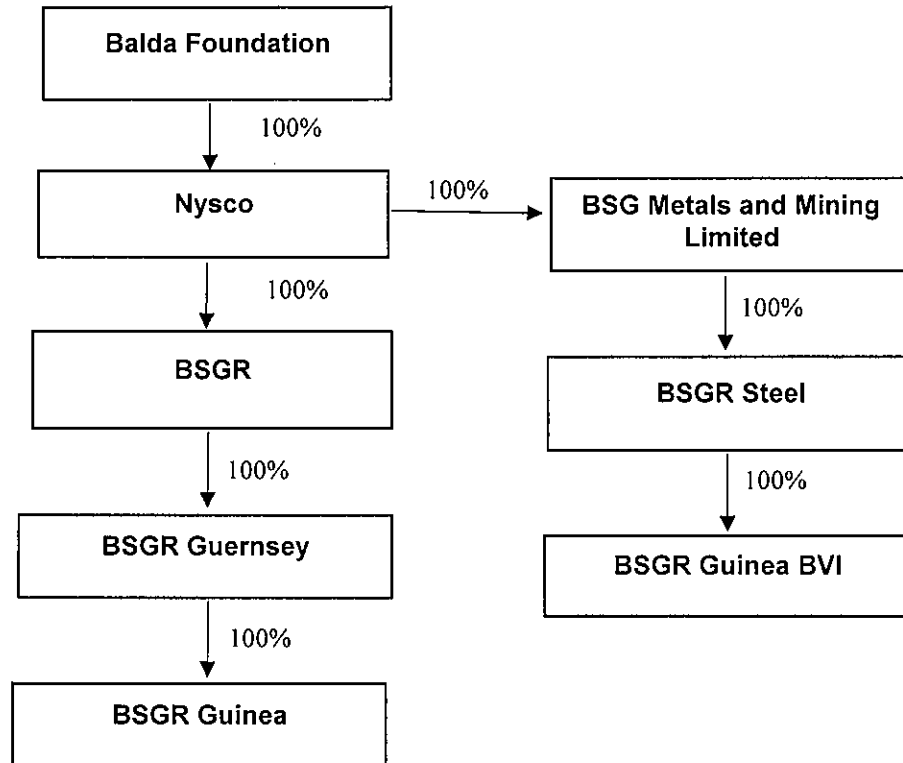 Balda Foundation
100%
Nysco
100%
BSG Metals and Mining
Limited
100%
100%
BSGR
BSGR Steel
100%
100%
BSGR Guernsey
BSGR Guinea BVI
100%
BSGR Guinea